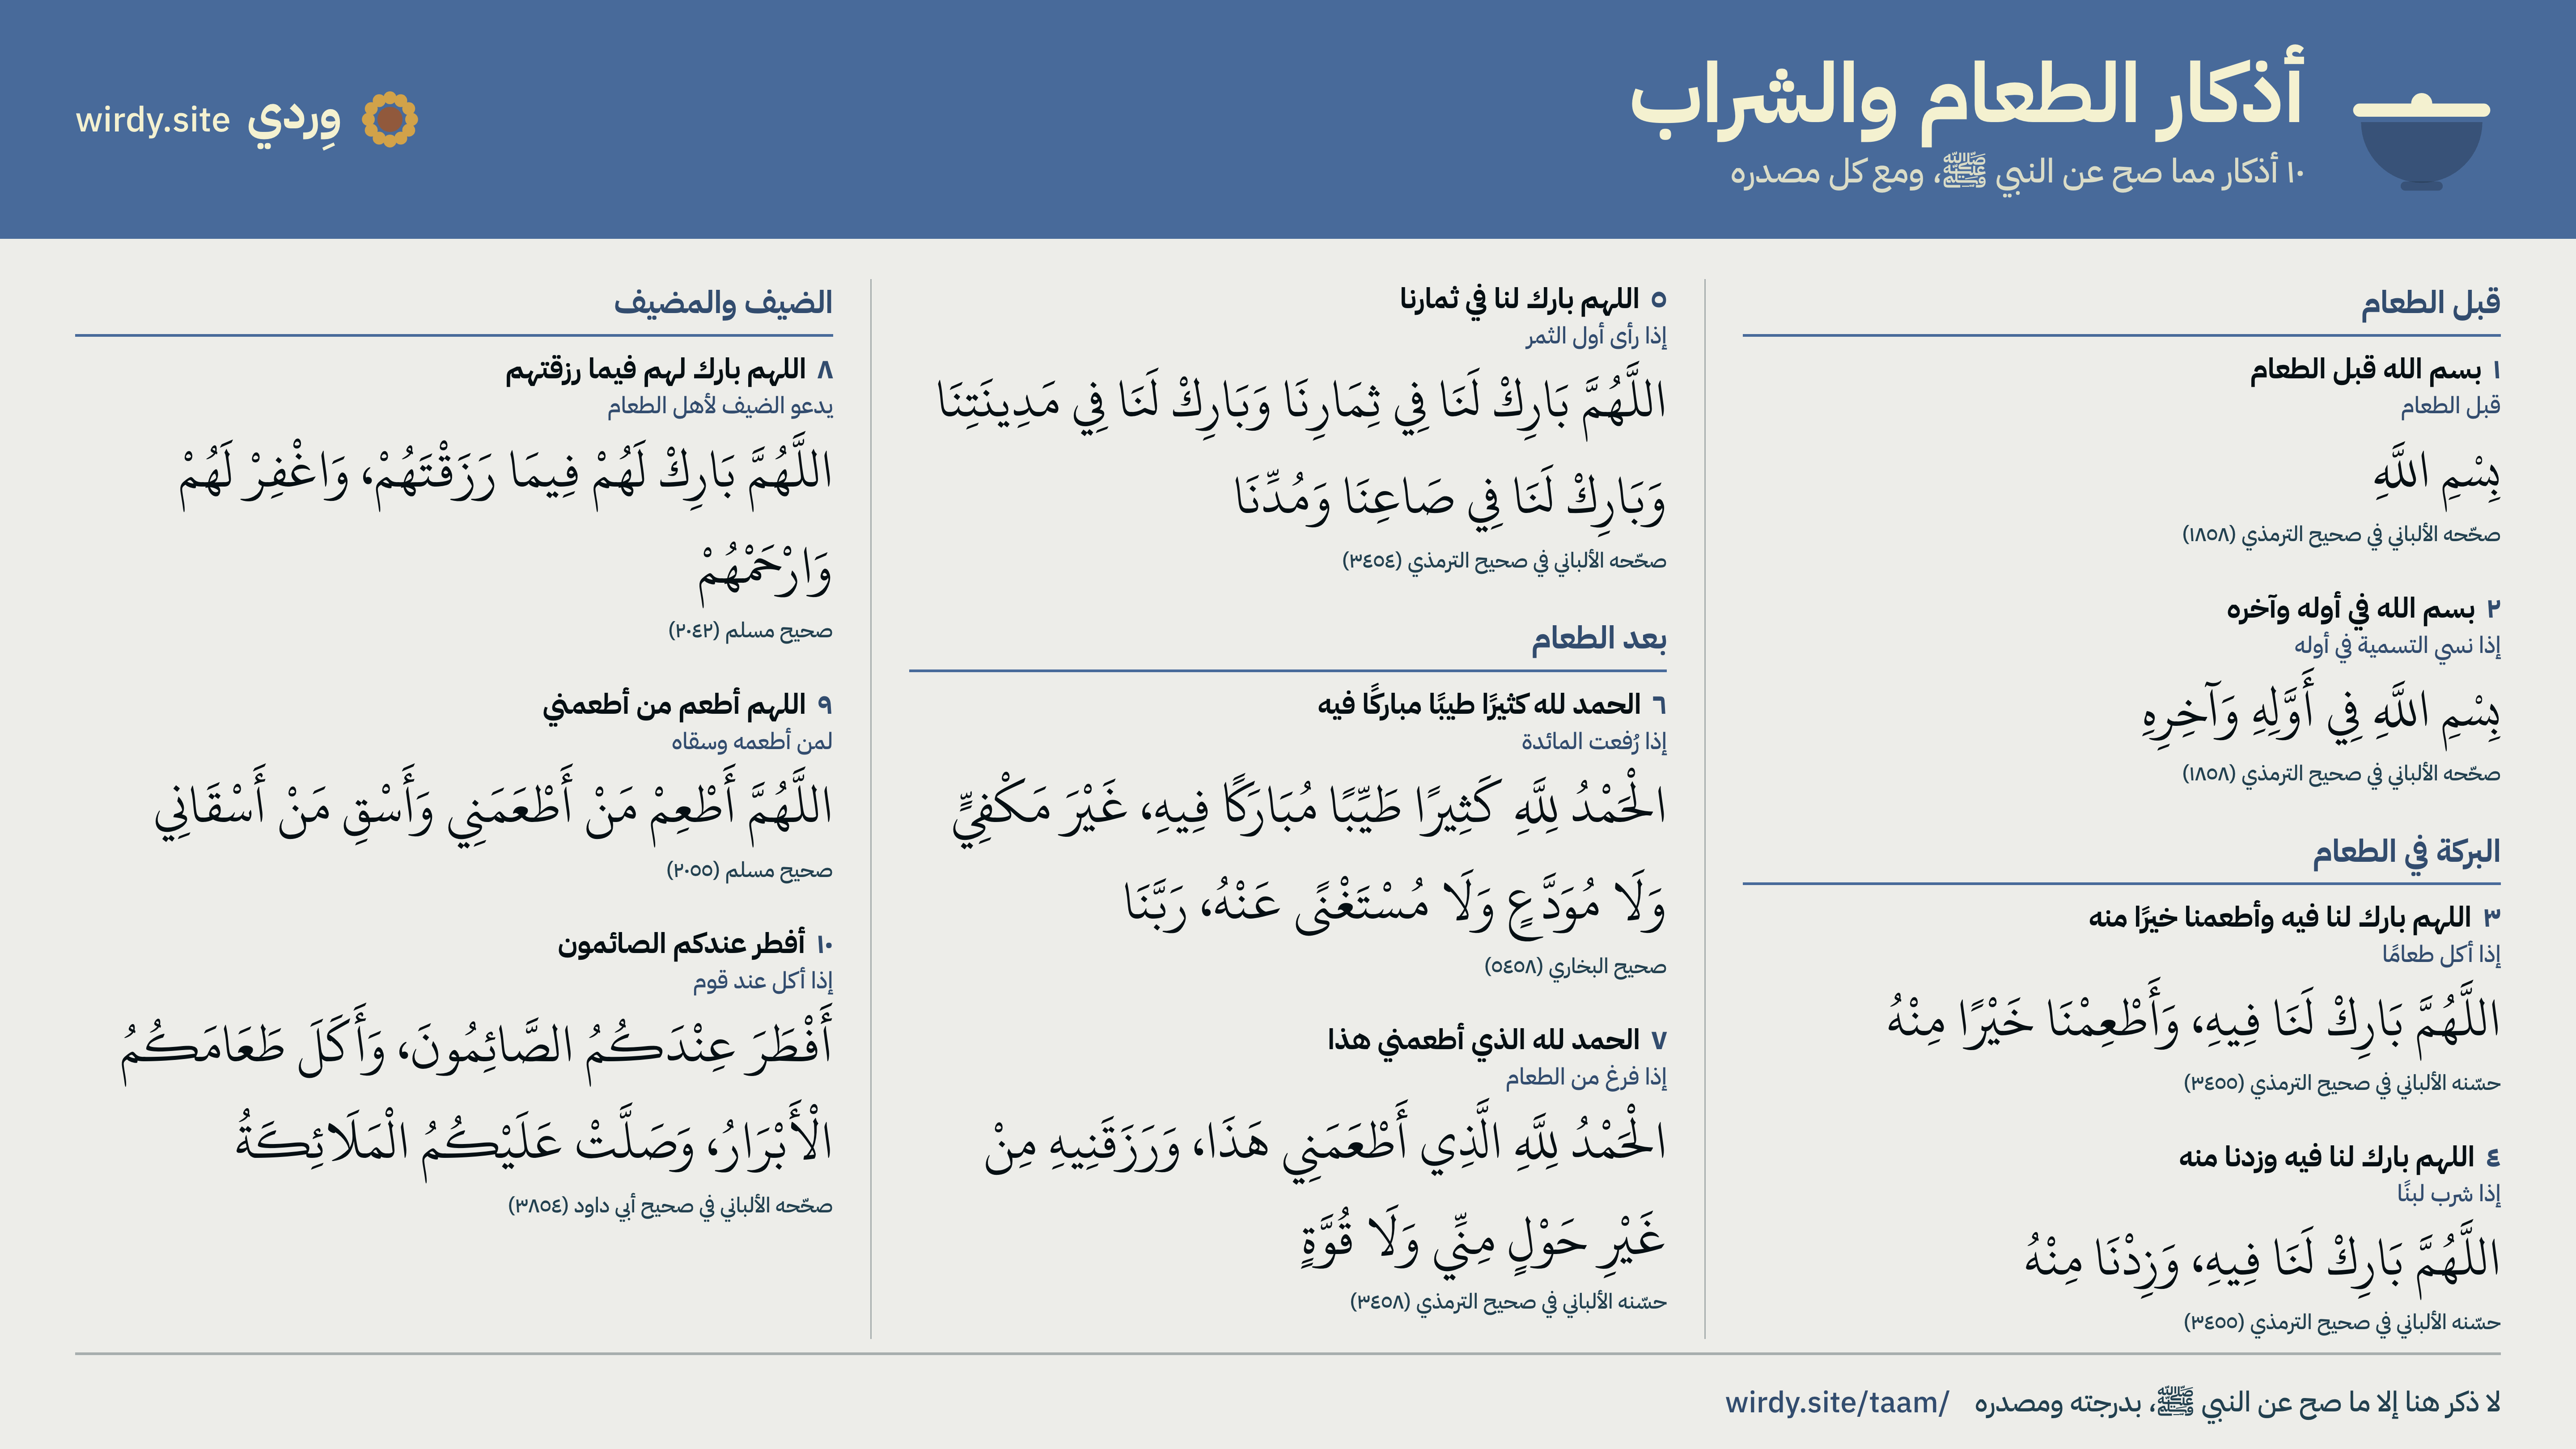 أذكار الطعام والشراب
١٠ أذكار مما صح عن النبي ﷺ، ومع كل مصدره
وِردي wirdy.site
قبل الطعام
١ بسم الله قبل الطعام
قبل الطعام
بِسْمِ اللَّهِ
صحّحه الألباني في صحيح الترمذي (١٨٥٨)
٢ بسم الله في أوله وآخره
إذا نسي التسمية في أوله
بِسْمِ اللَّهِ فِي أَوَّلِهِ وَآخِرِهِ
صحّحه الألباني في صحيح الترمذي (١٨٥٨)
البركة في الطعام
٣ اللهم بارك لنا فيه وأطعمنا خيرًا منه
إذا أكل طعامًا
اللَّهُمَّ بَارِكْ لَنَا فِيهِ، وَأَطْعِمْنَا خَيْرًا مِنْهُ
حسّنه الألباني في صحيح الترمذي (٣٤٥٥)
٤ اللهم بارك لنا فيه وزدنا منه
إذا شرب لبنًا
اللَّهُمَّ بَارِكْ لَنَا فِيهِ، وَزِدْنَا مِنْهُ
حسّنه الألباني في صحيح الترمذي (٣٤٥٥)
٥ اللهم بارك لنا في ثمارنا
إذا رأى أول الثمر
اللَّهُمَّ بَارِكْ لَنَا فِي ثِمَارِنَا وَبَارِكْ لَنَا فِي مَدِينَتِنَا
وَبَارِكْ لَنَا فِي صَاعِنَا وَمُدِّنَا
صحّحه الألباني في صحيح الترمذي (٣٤٥٤)
بعد الطعام
٦ الحمد لله كثيرًا طيبًا مباركًا فيه
إذا رُفعت المائدة
الْحَمْدُ لِلَّهِ كَثِيرًا طَيِّبًا مُبَارَكًا فِيهِ، غَيْرَ مَكْفِيٍّ
وَلَا مُوَدَّعٍ وَلَا مُسْتَغْنًى عَنْهُ، رَبَّنَا
صحيح البخاري (٥٤٥٨)
٧ الحمد لله الذي أطعمني هذا
إذا فرغ من الطعام
الْحَمْدُ لِلَّهِ الَّذِي أَطْعَمَنِي هَذَا، وَرَزَقَنِيهِ مِنْ
غَيْرِ حَوْلٍ مِنِّي وَلَا قُوَّةٍ
حسّنه الألباني في صحيح الترمذي (٣٤٥٨)
الضيف والمضيف
٨ اللهم بارك لهم فيما رزقتهم
يدعو الضيف لأهل الطعام
اللَّهُمَّ بَارِكْ لَهُمْ فِيمَا رَزَقْتَهُمْ، وَاغْفِرْ لَهُمْ
وَارْحَمْهُمْ
صحيح مسلم (٢٠٤٢)
٩ اللهم أطعم من أطعمني
لمن أطعمه وسقاه
اللَّهُمَّ أَطْعِمْ مَنْ أَطْعَمَنِي وَأَسْقِ مَنْ أَسْقَانِي
صحيح مسلم (٢٠٥٥)
١٠ أفطر عندكم الصائمون
إذا أكل عند قوم
أَفْطَرَ عِنْدَكُمُ الصَّائِمُونَ، وَأَكَلَ طَعَامَكُمُ
الْأَبْرَارُ، وَصَلَّتْ عَلَيْكُمُ الْمَلَائِكَةُ
صحّحه الألباني في صحيح أبي داود (٣٨٥٤)
لا ذكر هنا إلا ما صح عن النبي ﷺ، بدرجته ومصدره wirdy.site/taam/